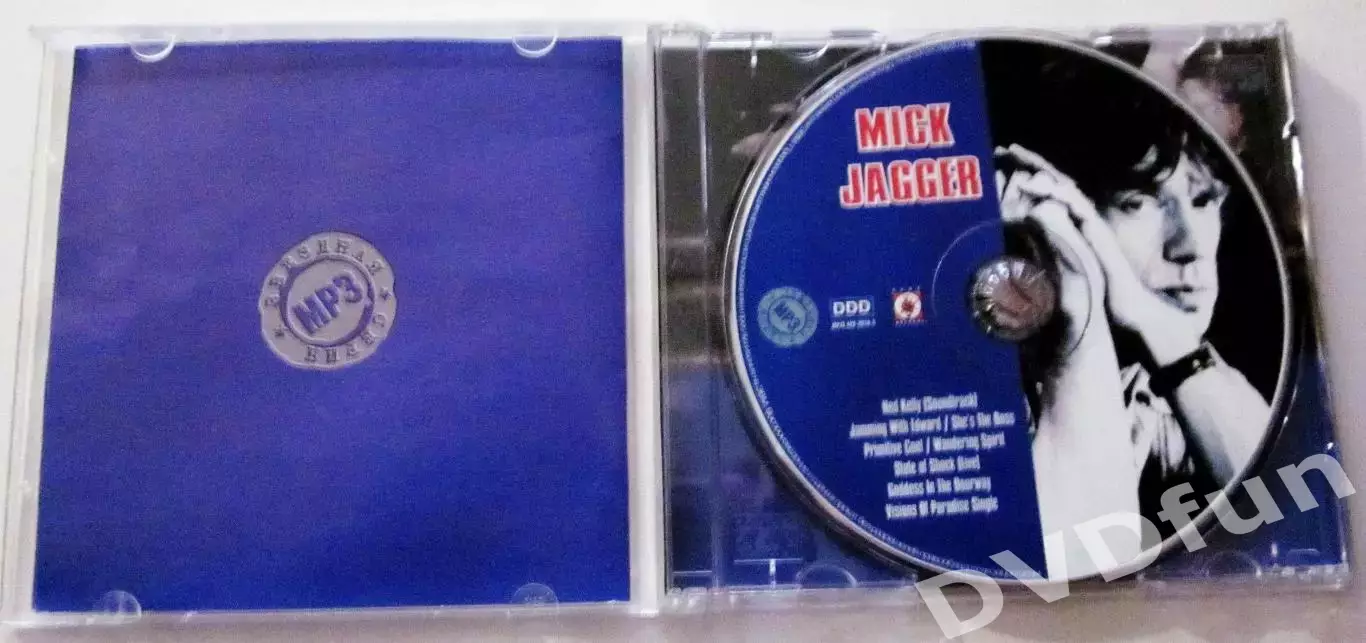 MP3
MICK
JAGGER
MP3
DDD
Ned Kelly (Soundtrack)
Jamming With Edward / She's The Boss
Primitive Cool / Wandering Spirit
State of Shock (live)
Goddess In The Doorway
Visions Of Paradise Single
DVDfun